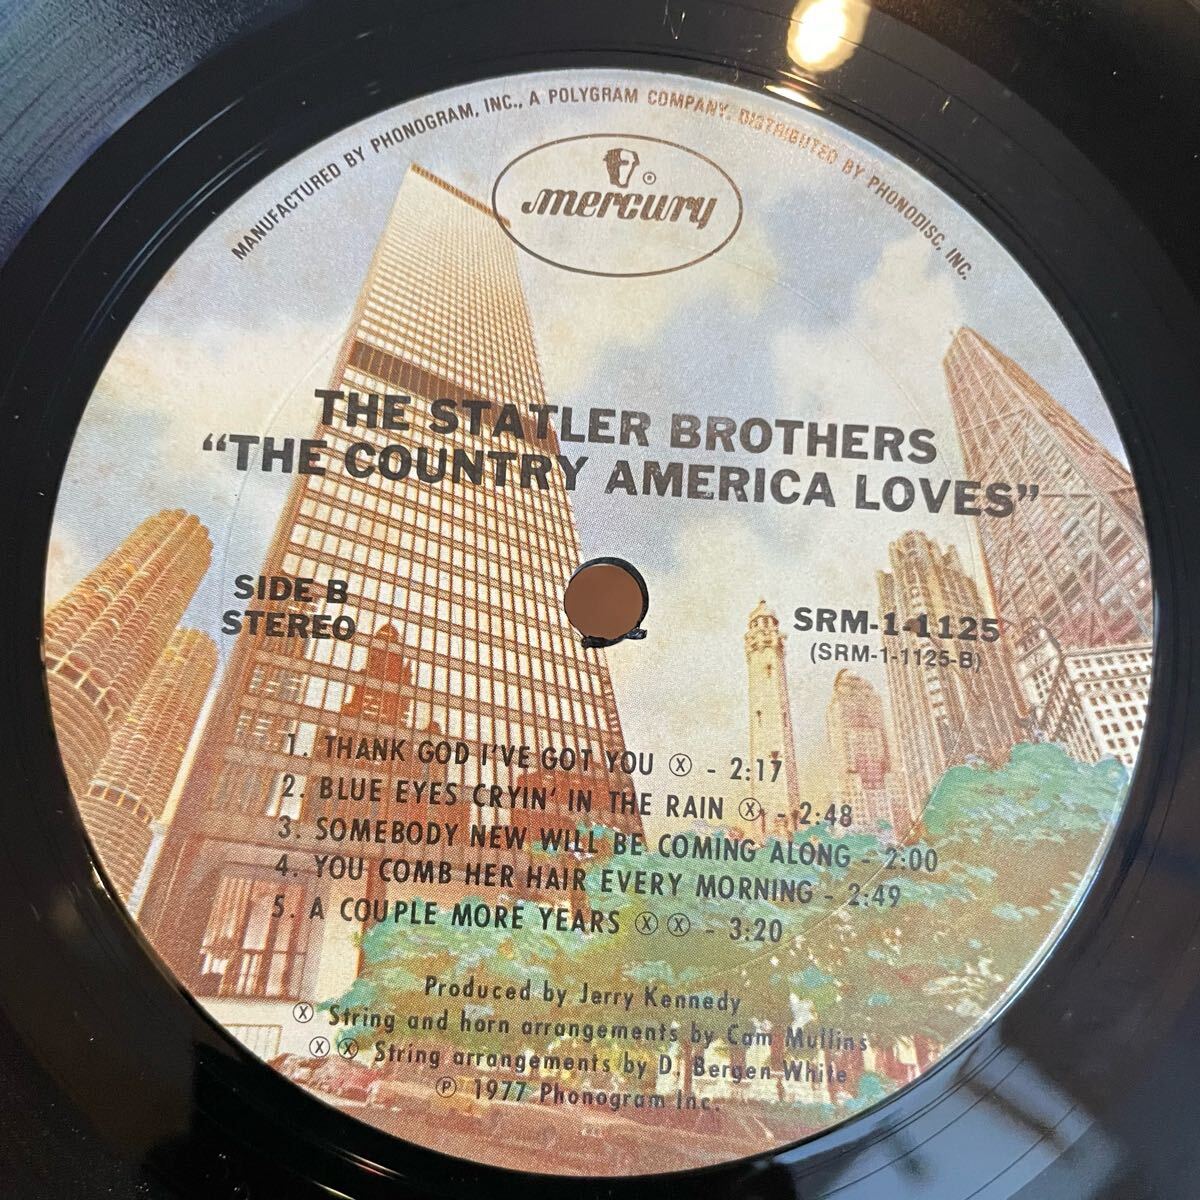 MANUFACTURED BY PHONOGRAM, INC., A POLYGRAM COMPANY, DISTRIBUTED BY PHONODISC, INC.
®
mercury
THE STATLER BROTHERS
“THE COUNTRY AMERICA LOVES”
SIDE B
STEREO
SRM-1-1125
(SRM-1-1125-B)
1. THANK GOD I'VE GOT YOU Ⓧ - 2:17
2. BLUE EYES CRYIN' IN THE RAIN Ⓧ - 2:48
3. SOMEBODY NEW WILL BE COMING ALONG - 2:00
4. YOU COMB HER HAIR EVERY MORNING - 2:49
5. A COUPLE MORE YEARS Ⓧ Ⓧ - 3:20
Produced by Jerry Kennedy
Ⓧ String and horn arrangements by Cam Mullins
Ⓧ Ⓧ String arrangements by D. Bergen White
℗ 1977 Phonogram Inc.